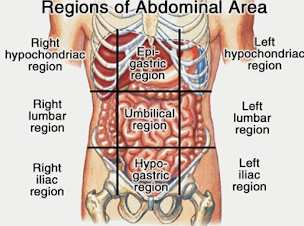 Regions of Abdominal Area
Right
hypochondriac
region
Epi-
gastric
region
Left
hypochondriac
region
Right
lumbar
region
Umbilical
region
Left
lumbar
region
Right
iliac
region
Hypo-
gastric
region
Left
iliac
region